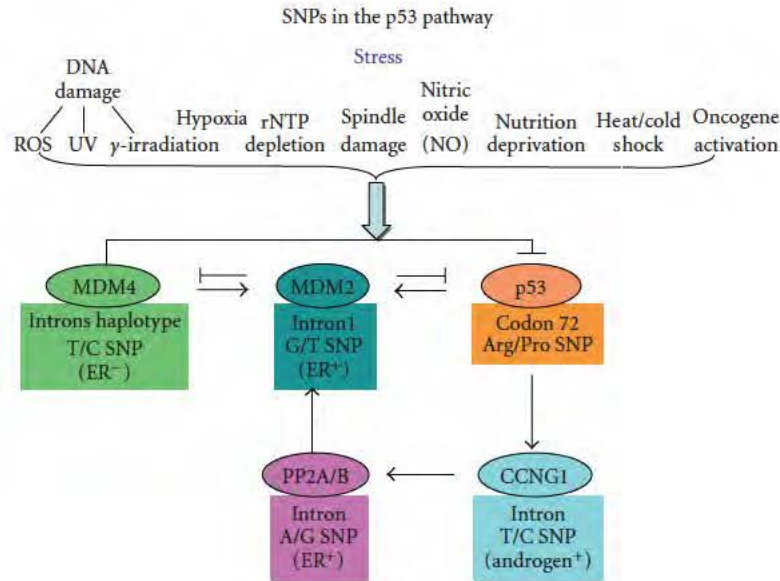 SNPs in the p53 pathway
Stress
DNA
damage
ROS
UV
γ-irradiation
Hypoxia
rNTP
depletion
Spindle
damage
Nitric
oxide
(NO)
Nutrition
deprivation
Heat/cold
shock
Oncogene
activation
MDM4
Introns haplotype
T/C SNP
(ER⁻)
MDM2
Intron1
G/T SNP
(ER⁺)
p53
Codon 72
Arg/Pro SNP
PP2A/B
Intron
A/G SNP
(ER⁺)
CCNG1
Intron
T/C SNP
(androgen⁺)